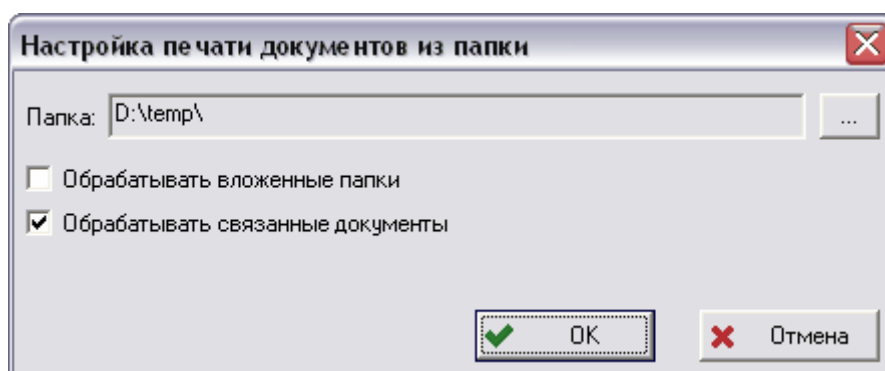 Настройка печати документов из папки
Папка: D:\temp\ ...
Обрабатывать вложенные папки
Обрабатывать связанные документы
OK Отмена